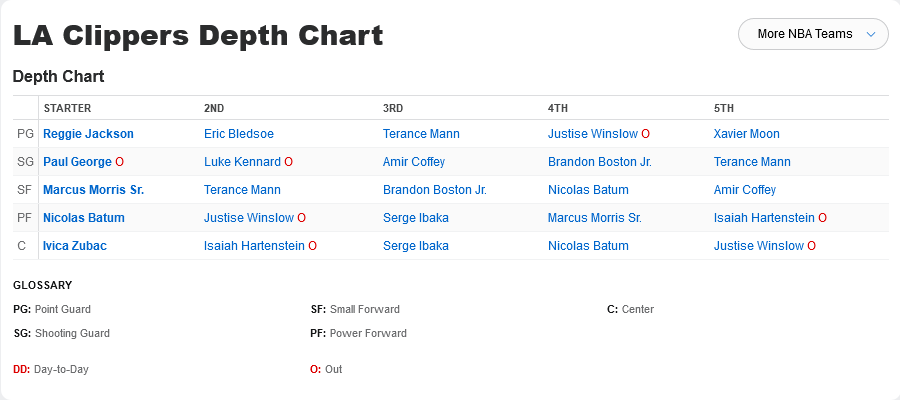 LA Clippers Depth Chart
More NBA Teams
Depth Chart
STARTER 2ND 3RD 4TH 5TH
PG Reggie Jackson Eric Bledsoe Terance Mann Justise Winslow O Xavier Moon
SG Paul George O Luke Kennard O Amir Coffey Brandon Boston Jr. Terance Mann
SF Marcus Morris Sr. Terance Mann Brandon Boston Jr. Nicolas Batum Amir Coffey
PF Nicolas Batum Justise Winslow O Serge Ibaka Marcus Morris Sr. Isaiah Hartenstein O
C Ivica Zubac Isaiah Hartenstein O Serge Ibaka Nicolas Batum Justise Winslow O
GLOSSARY
PG: Point Guard SF: Small Forward C: Center
SG: Shooting Guard PF: Power Forward
DD: Day-to-Day O: Out